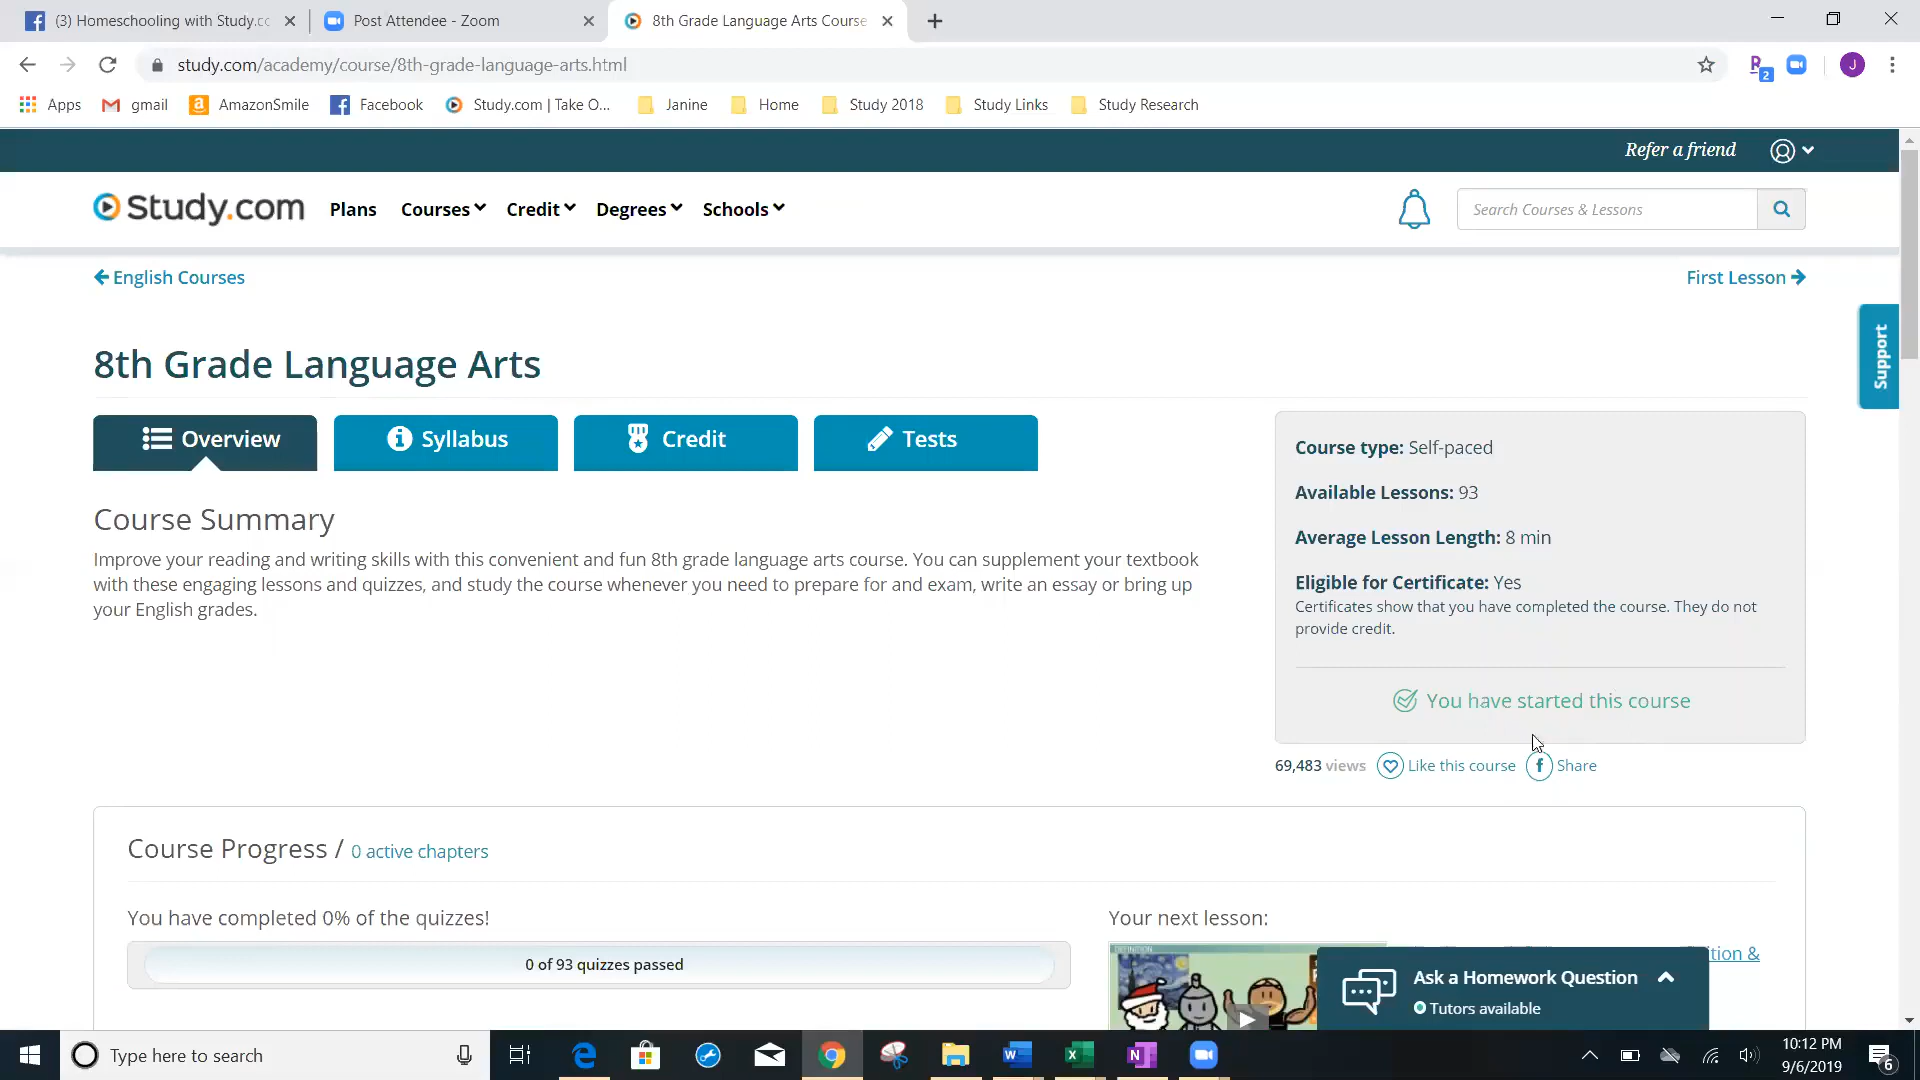 (3) Homeschooling with Study.cc
Post Attendee - Zoom
8th Grade Language Arts Course
study.com/academy/course/8th-grade-language-arts.html
J
2
Apps
gmail
AmazonSmile
Facebook
Study.com | Take O...
Janine
Home
Study 2018
Study Links
Study Research
Refer a friend
Study.com
Plans
Courses
Credit
Degrees
Schools
Search Courses & Lessons
English Courses
First Lesson
Support
8th Grade Language Arts
Overview
Syllabus
Credit
Tests
Course type: Self-paced
Available Lessons: 93
Average Lesson Length: 8 min
Eligible for Certificate: Yes
Certificates show that you have completed the course. They do not
provide credit.
You have started this course
69,483 views
Like this course
Share
Course Summary
Improve your reading and writing skills with this convenient and fun 8th grade language arts course. You can supplement your textbook
with these engaging lessons and quizzes, and study the course whenever you need to prepare for and exam, write an essay or bring up
your English grades.
Course Progress / 0 active chapters
You have completed 0% of the quizzes!
0 of 93 quizzes passed
Your next lesson:
DEFINITION
tion &
Ask a Homework Question
Tutors available
Type here to search
10:12 PM
9/6/2019
6